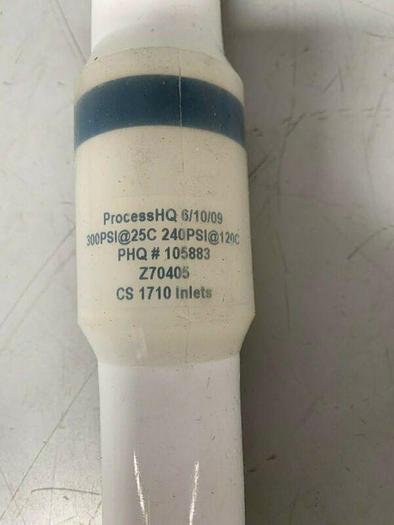 ProcessHQ 6/10/09
300PSI@25C 240PSI@120C
PHQ # 105883
Z70405
CS 1710 Inlets